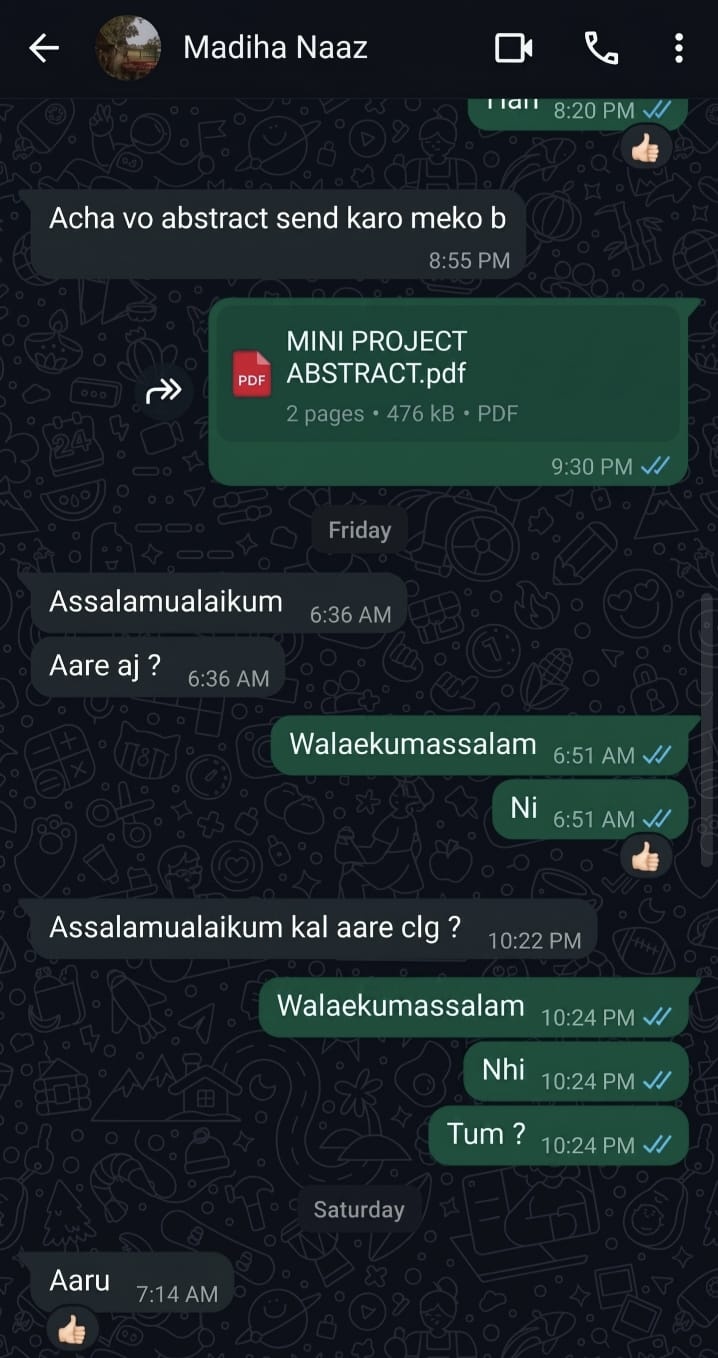 Madiha Naaz
Han 8:20 PM
Acha vo abstract send karo meko b
8:55 PM
MINI PROJECT
PDF
ABSTRACT.pdf
2 pages • 476 kB • PDF
9:30 PM
Friday
Assalamualaikum 6:36 AM
Aare aj ? 6:36 AM
Walaekumassalam 6:51 AM
Ni 6:51 AM
Assalamualaikum kal aare clg ? 10:22 PM
Walaekumassalam 10:24 PM
Nhi 10:24 PM
Tum ? 10:24 PM
Saturday
Aaru 7:14 AM